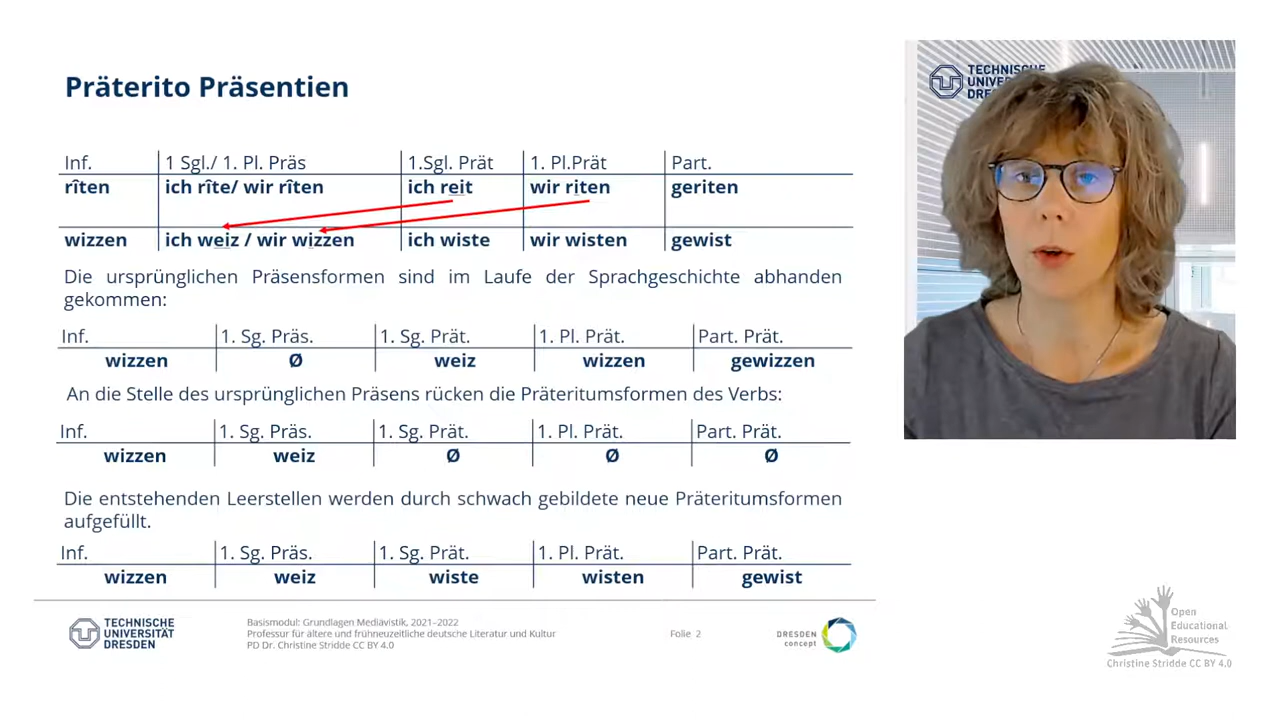 Präterito Präsentien
Inf. 1 Sgl./ 1. Pl. Präs 1.Sgl. Prät 1. Pl.Prät Part.
rîten ich rîte/ wir rîten ich reit wir riten geriten
wizzen ich weiz / wir wizzen ich wiste wir wisten gewist
Die ursprünglichen Präsensformen sind im Laufe der Sprachgeschichte abhanden
gekommen:
Inf. 1. Sg. Präs. 1. Sg. Prät. 1. Pl. Prät. Part. Prät.
wizzen Ø weiz wizzen gewizzen
An die Stelle des ursprünglichen Präsens rücken die Präteritumsformen des Verbs:
Inf. 1. Sg. Präs. 1. Sg. Prät. 1. Pl. Prät. Part. Prät.
wizzen weiz Ø Ø Ø
Die entstehenden Leerstellen werden durch schwach gebildete neue Präteritumsformen
aufgefüllt.
Inf. 1. Sg. Präs. 1. Sg. Prät. 1. Pl. Prät. Part. Prät.
wizzen weiz wiste wisten gewist
TECHNISCHE
UNIVERSITÄT
DRESDEN
Basismodul: Grundlagen Mediävistik, 2021–2022
Professur für ältere und frühneuzeitliche deutsche Literatur und Kultur
PD Dr. Christine Stridde CC BY 4.0
Folie 2
DRESDEN
concept
TECHNISCHE
UNIVER
DRE
Open
Educational
Resources
Christine Stridde CC BY 4.0